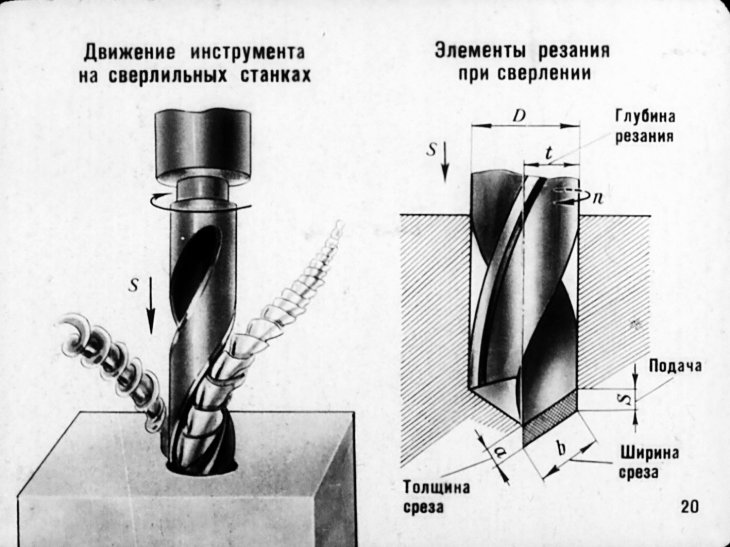 Движение инструмента
на сверлильных станках
S
Элементы резания
при сверлении
D
Глубина
резания
S
t
n
Подача
S
a
b
Ширина
среза
Толщина
среза
20